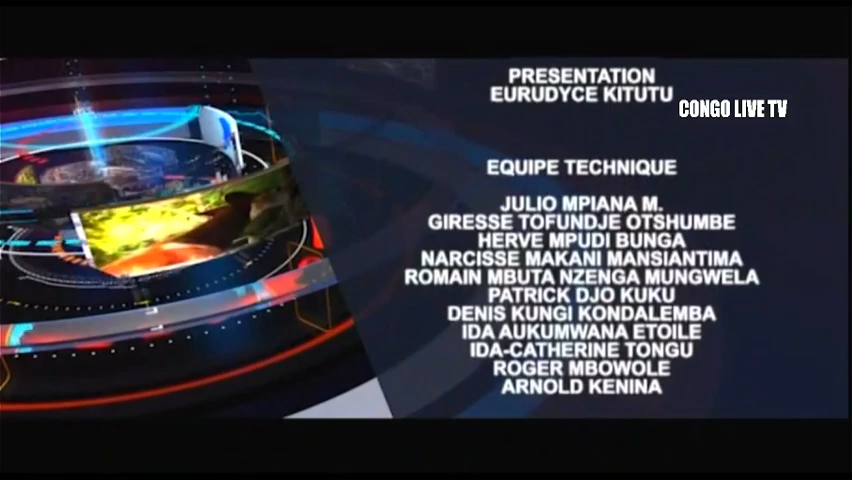 PRESENTATION
EURUDYCE KITUTU
CONGO LIVE TV
EQUIPE TECHNIQUE
JULIO MPIANA M.
GIRESSE TOFUNDJE OTSHUMBE
HERVE MPUDI BUNGA
NARCISSE MAKANI MANSIANTIMA
ROMAIN MBUTA NZENGA MUNGWELA
PATRICK DJO KUKU
DENIS KUNGI KONDALEMBA
IDA AUKUMWANA ETOILE
IDA-CATHERINE TONGU
ROGER MBOWOLE
ARNOLD KENINA